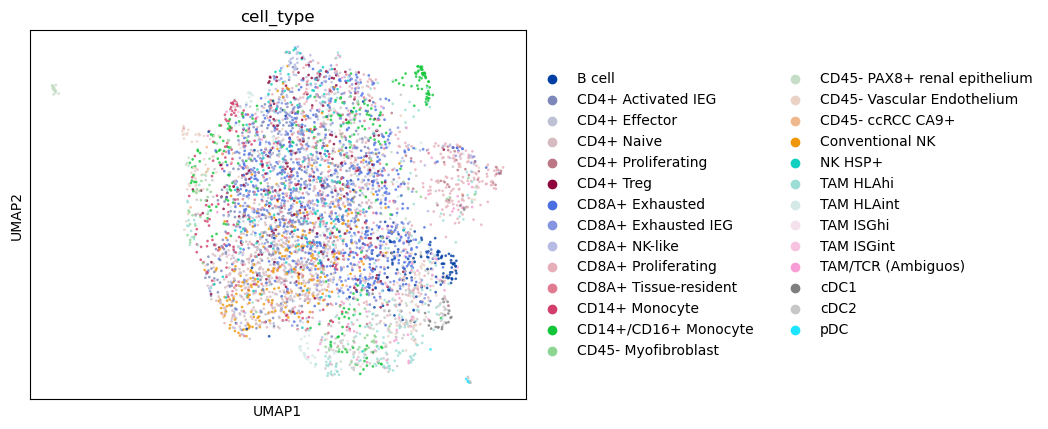 cell_type
UMAP2
UMAP1
B cell
CD4+ Activated IEG
CD4+ Effector
CD4+ Naive
CD4+ Proliferating
CD4+ Treg
CD8A+ Exhausted
CD8A+ Exhausted IEG
CD8A+ NK-like
CD8A+ Proliferating
CD8A+ Tissue-resident
CD14+ Monocyte
CD14+/CD16+ Monocyte
CD45- Myofibroblast
CD45- PAX8+ renal epithelium
CD45- Vascular Endothelium
CD45- ccRCC CA9+
Conventional NK
NK HSP+
TAM HLAhi
TAM HLAint
TAM ISGhi
TAM ISGint
TAM/TCR (Ambiguos)
cDC1
cDC2
pDC